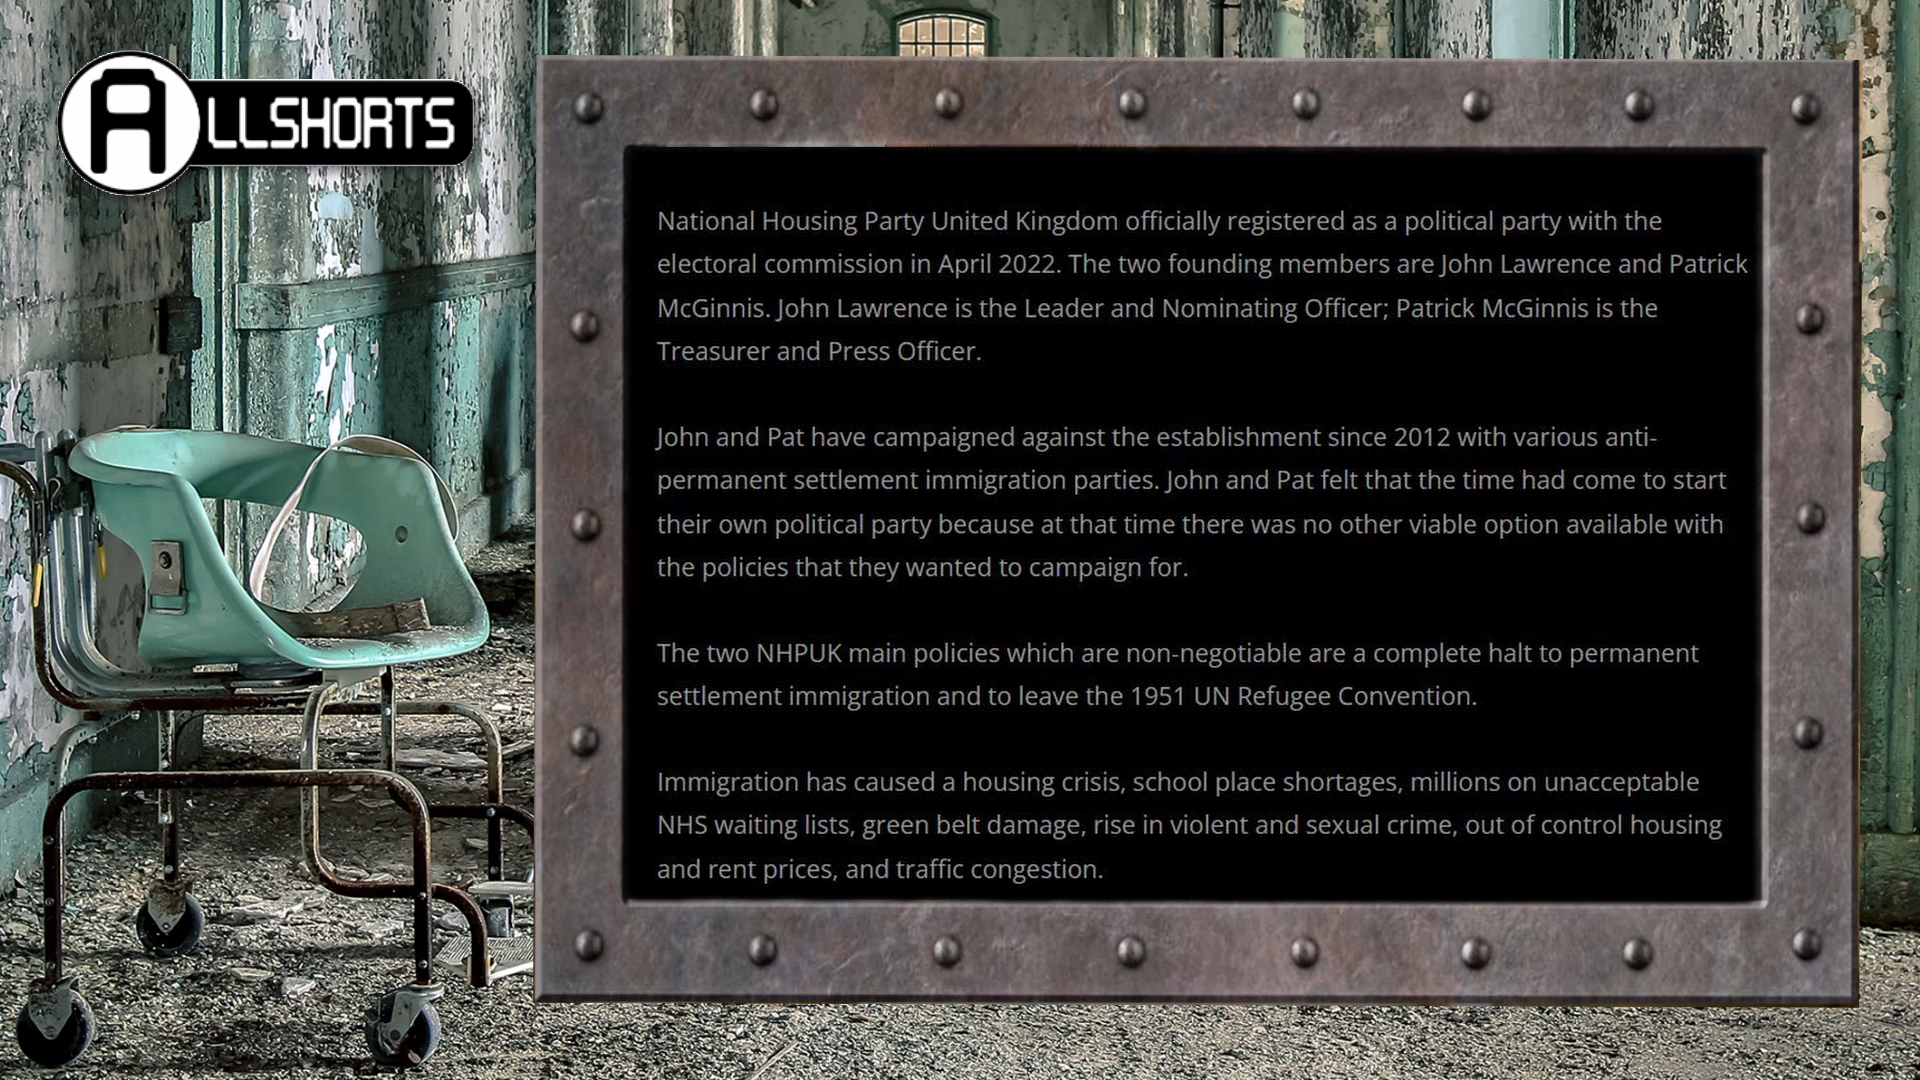 ALLSHORTS
National Housing Party United Kingdom officially registered as a political party with the
electoral commission in April 2022. The two founding members are John Lawrence and Patrick
McGinnis. John Lawrence is the Leader and Nominating Officer; Patrick McGinnis is the
Treasurer and Press Officer.
John and Pat have campaigned against the establishment since 2012 with various anti-
permanent settlement immigration parties. John and Pat felt that the time had come to start
their own political party because at that time there was no other viable option available with
the policies that they wanted to campaign for.
The two NHPUK main policies which are non-negotiable are a complete halt to permanent
settlement immigration and to leave the 1951 UN Refugee Convention.
Immigration has caused a housing crisis, school place shortages, millions on unacceptable
NHS waiting lists, green belt damage, rise in violent and sexual crime, out of control housing
and rent prices, and traffic congestion.